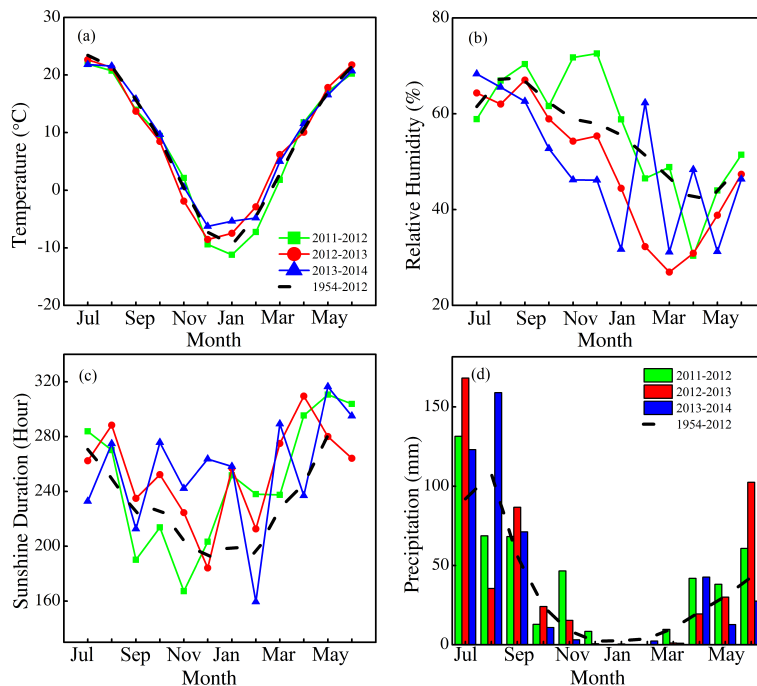 (a)
30
20
10
0
-10
-20
Temperature (°C)
2011-2012
2012-2013
2013-2014
1954-2012
Jul Sep Nov Jan Mar May
Month
(b)
80
60
40
20
Relative Humidity (%)
Jul Sep Nov Jan Mar May
Month
(c)
320
280
240
200
160
Sunshine Duration (Hour)
Jul Sep Nov Jan Mar May
Month
(d)
150
100
50
0
Precipitation (mm)
2011-2012
2012-2013
2013-2014
1954-2012
Jul Sep Nov Jan Mar May
Month